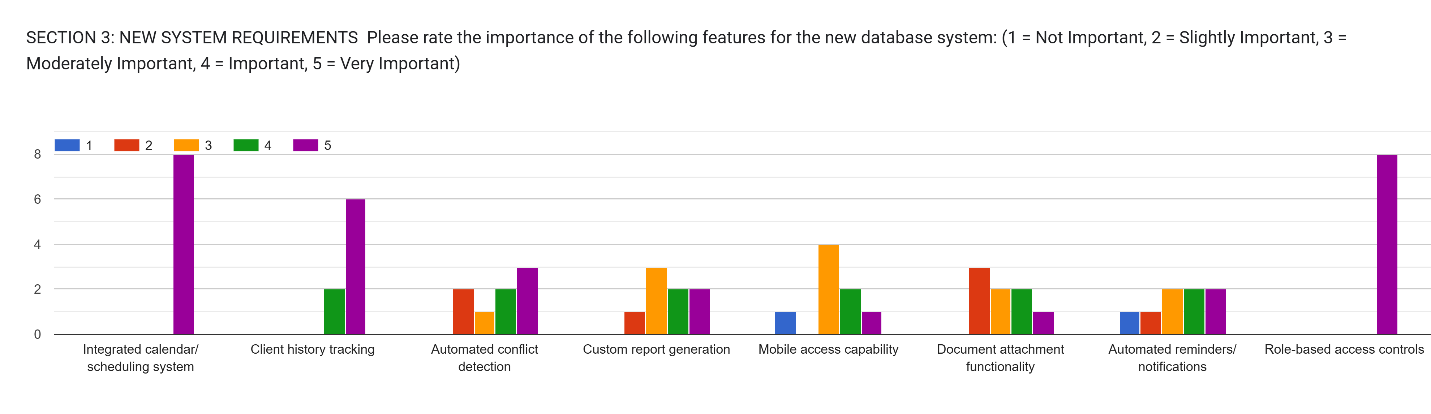 SECTION 3: NEW SYSTEM REQUIREMENTS  Please rate the importance of the following features for the new database system: (1 = Not Important, 2 = Slightly Important, 3 =
Moderately Important, 4 = Important, 5 = Very Important)
1 2 3 4 5
8
6
4
2
0
Integrated calendar/
scheduling system
Client history tracking
Automated conflict
detection
Custom report generation
Mobile access capability
Document attachment
functionality
Automated reminders/
notifications
Role-based access controls